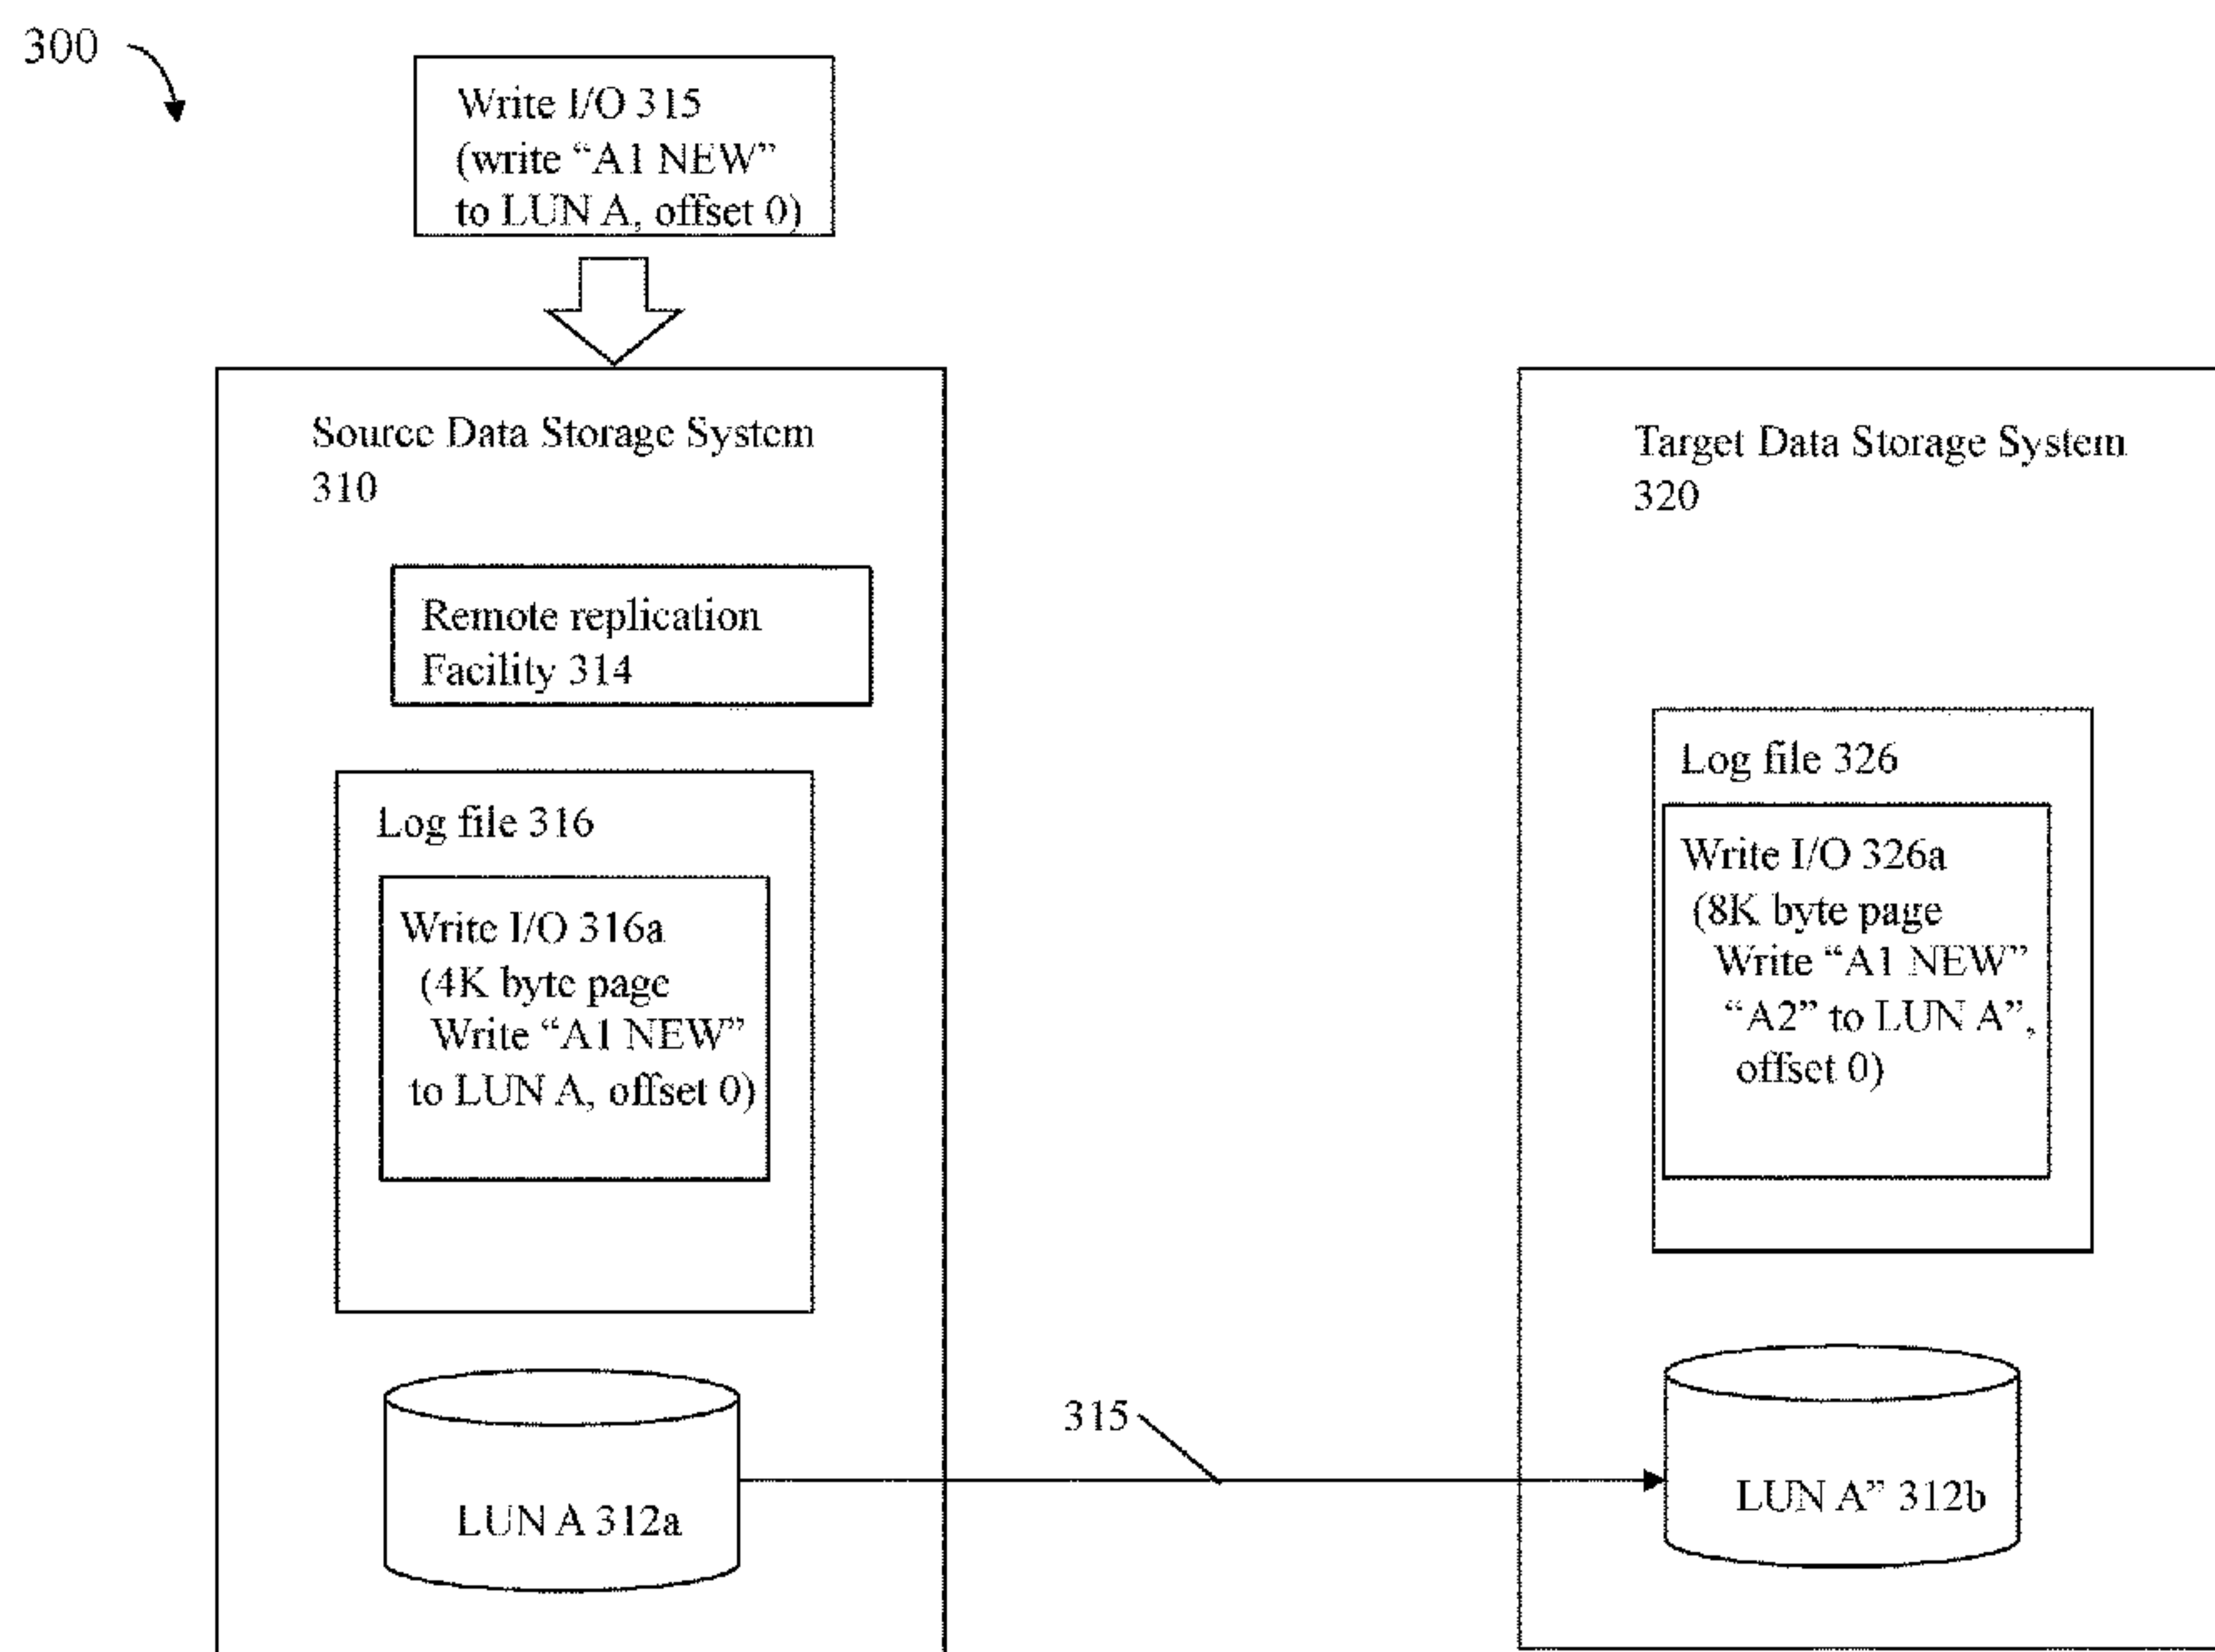 300
Write I/O 315
(write “A1 NEW”
to LUN A, offset 0)
Source Data Storage System
310
Remote replication
Facility 314
Log file 316
Write I/O 316a
(4K byte page
Write “A1 NEW”
to LUN A, offset 0)
LUN A 312a
315
Target Data Storage System
320
Log file 326
Write I/O 326a
(8K byte page
Write “A1 NEW”
“A2” to LUN A”,
offset 0)
LUN A” 312b